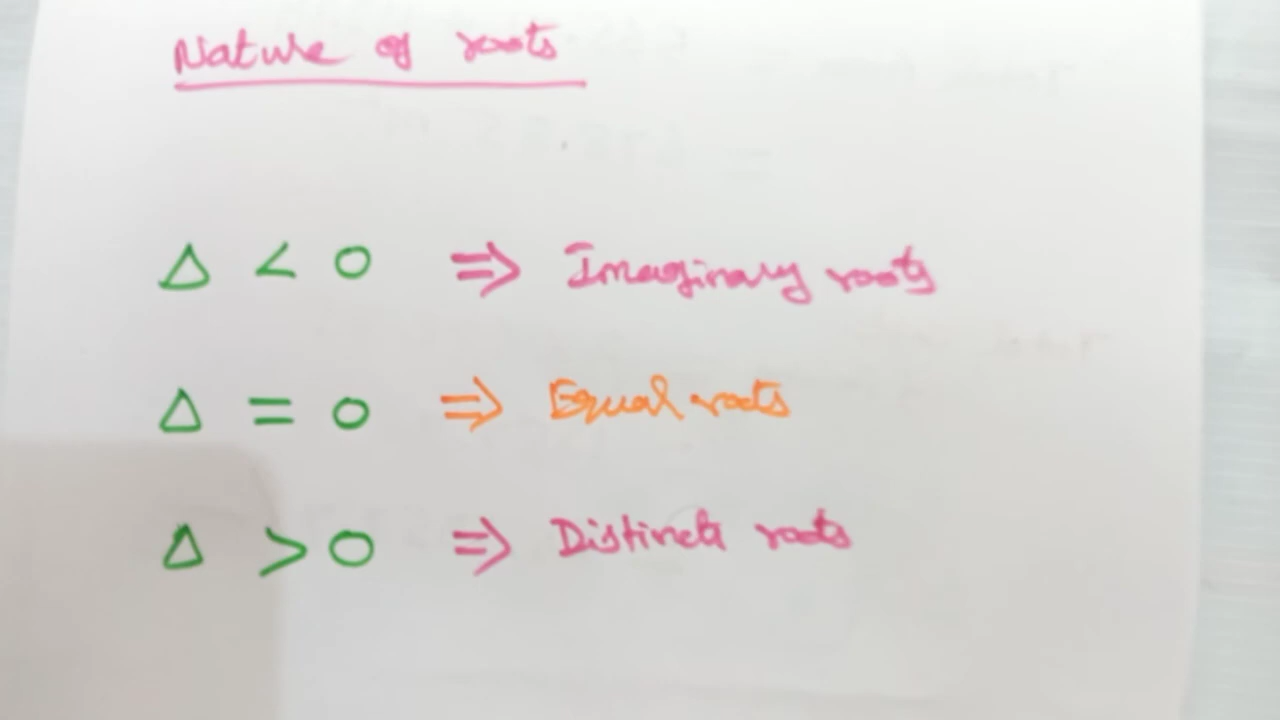 Nature of roots
Δ < 0 ⇒ Imaginary roots
Δ = 0 ⇒ Equal roots
Δ > 0 ⇒ Distinct roots